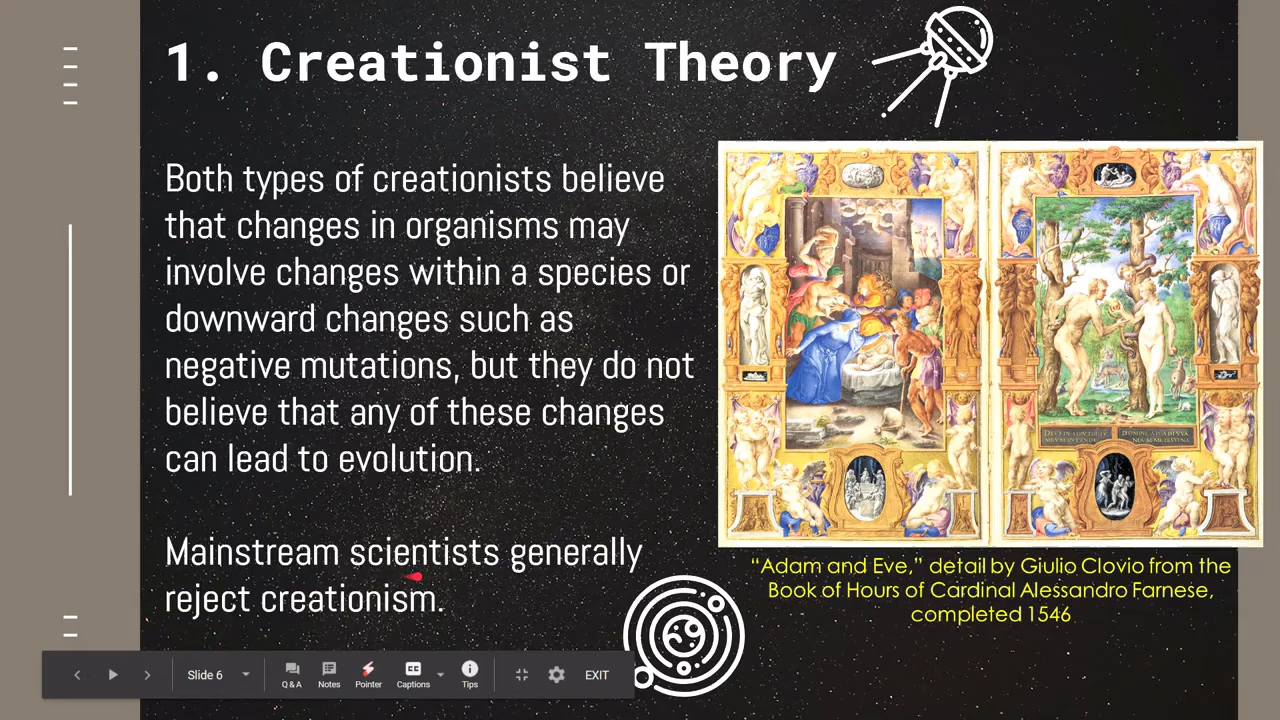 1. Creationist Theory
Both types of creationists believe
that changes in organisms may
involve changes within a species or
downward changes such as
negative mutations, but they do not
believe that any of these changes
can lead to evolution.
Mainstream scientists generally
reject creationism.
“Adam and Eve,” detail by Giulio Clovio from the
Book of Hours of Cardinal Alessandro Farnese,
completed 1546
Slide 6
Q & A
Notes
Pointer
Captions
CC
Tips
EXIT